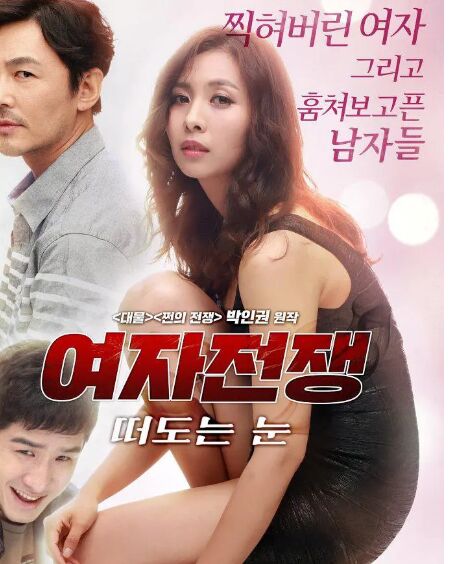 찍혀버린 여자
그리고
훔쳐보고픈
남자들
<대물><쩐의 전쟁> 박인권 원작
여자전쟁
떠도는 눈